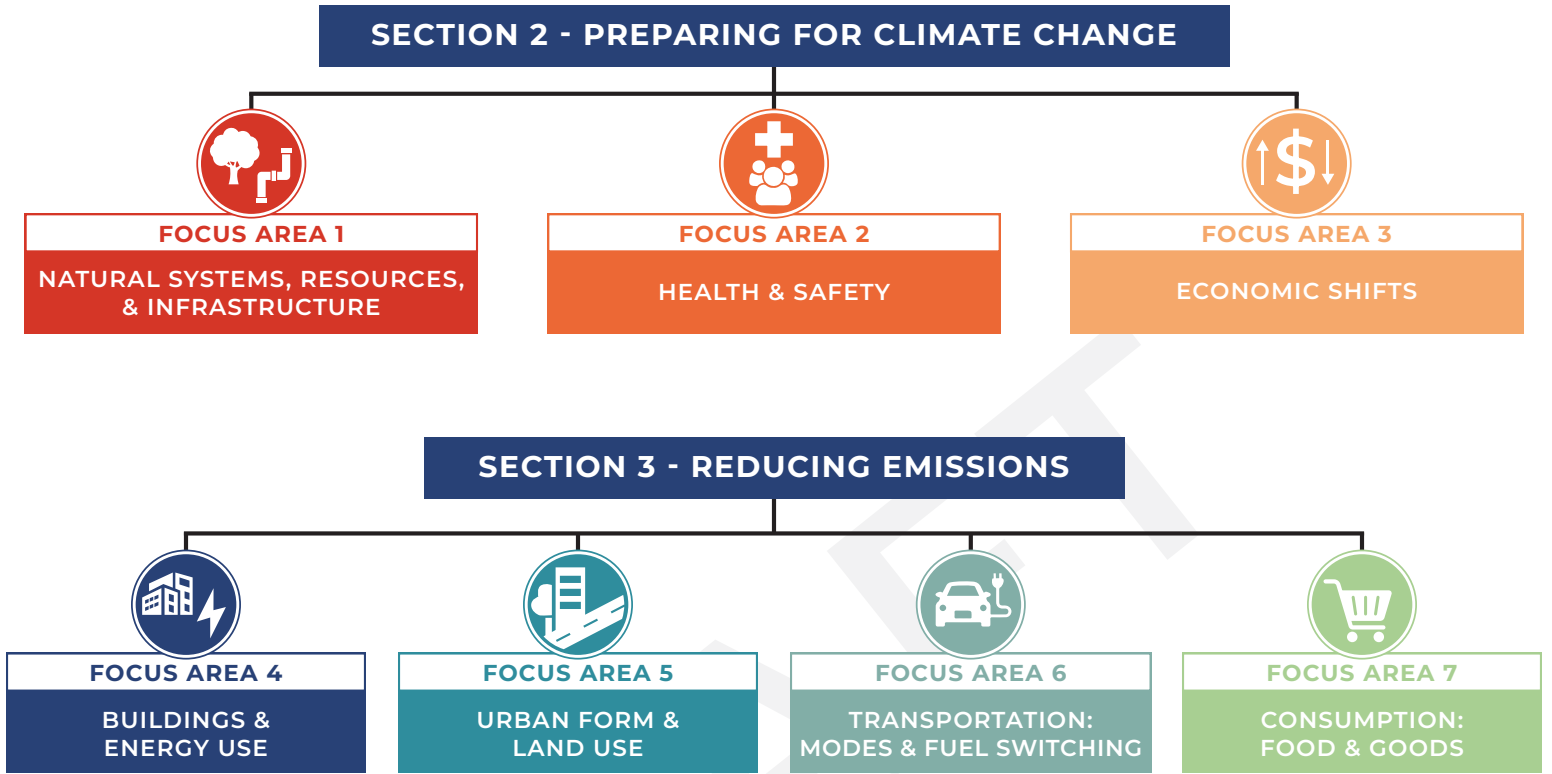 SECTION 2 - PREPARING FOR CLIMATE CHANGE
$
FOCUS AREA 1
NATURAL SYSTEMS, RESOURCES,
& INFRASTRUCTURE
FOCUS AREA 2
HEALTH & SAFETY
FOCUS AREA 3
ECONOMIC SHIFTS
SECTION 3 - REDUCING EMISSIONS
FOCUS AREA 4
BUILDINGS &
ENERGY USE
FOCUS AREA 5
URBAN FORM &
LAND USE
FOCUS AREA 6
TRANSPORTATION:
MODES & FUEL SWITCHING
FOCUS AREA 7
CONSUMPTION:
FOOD & GOODS